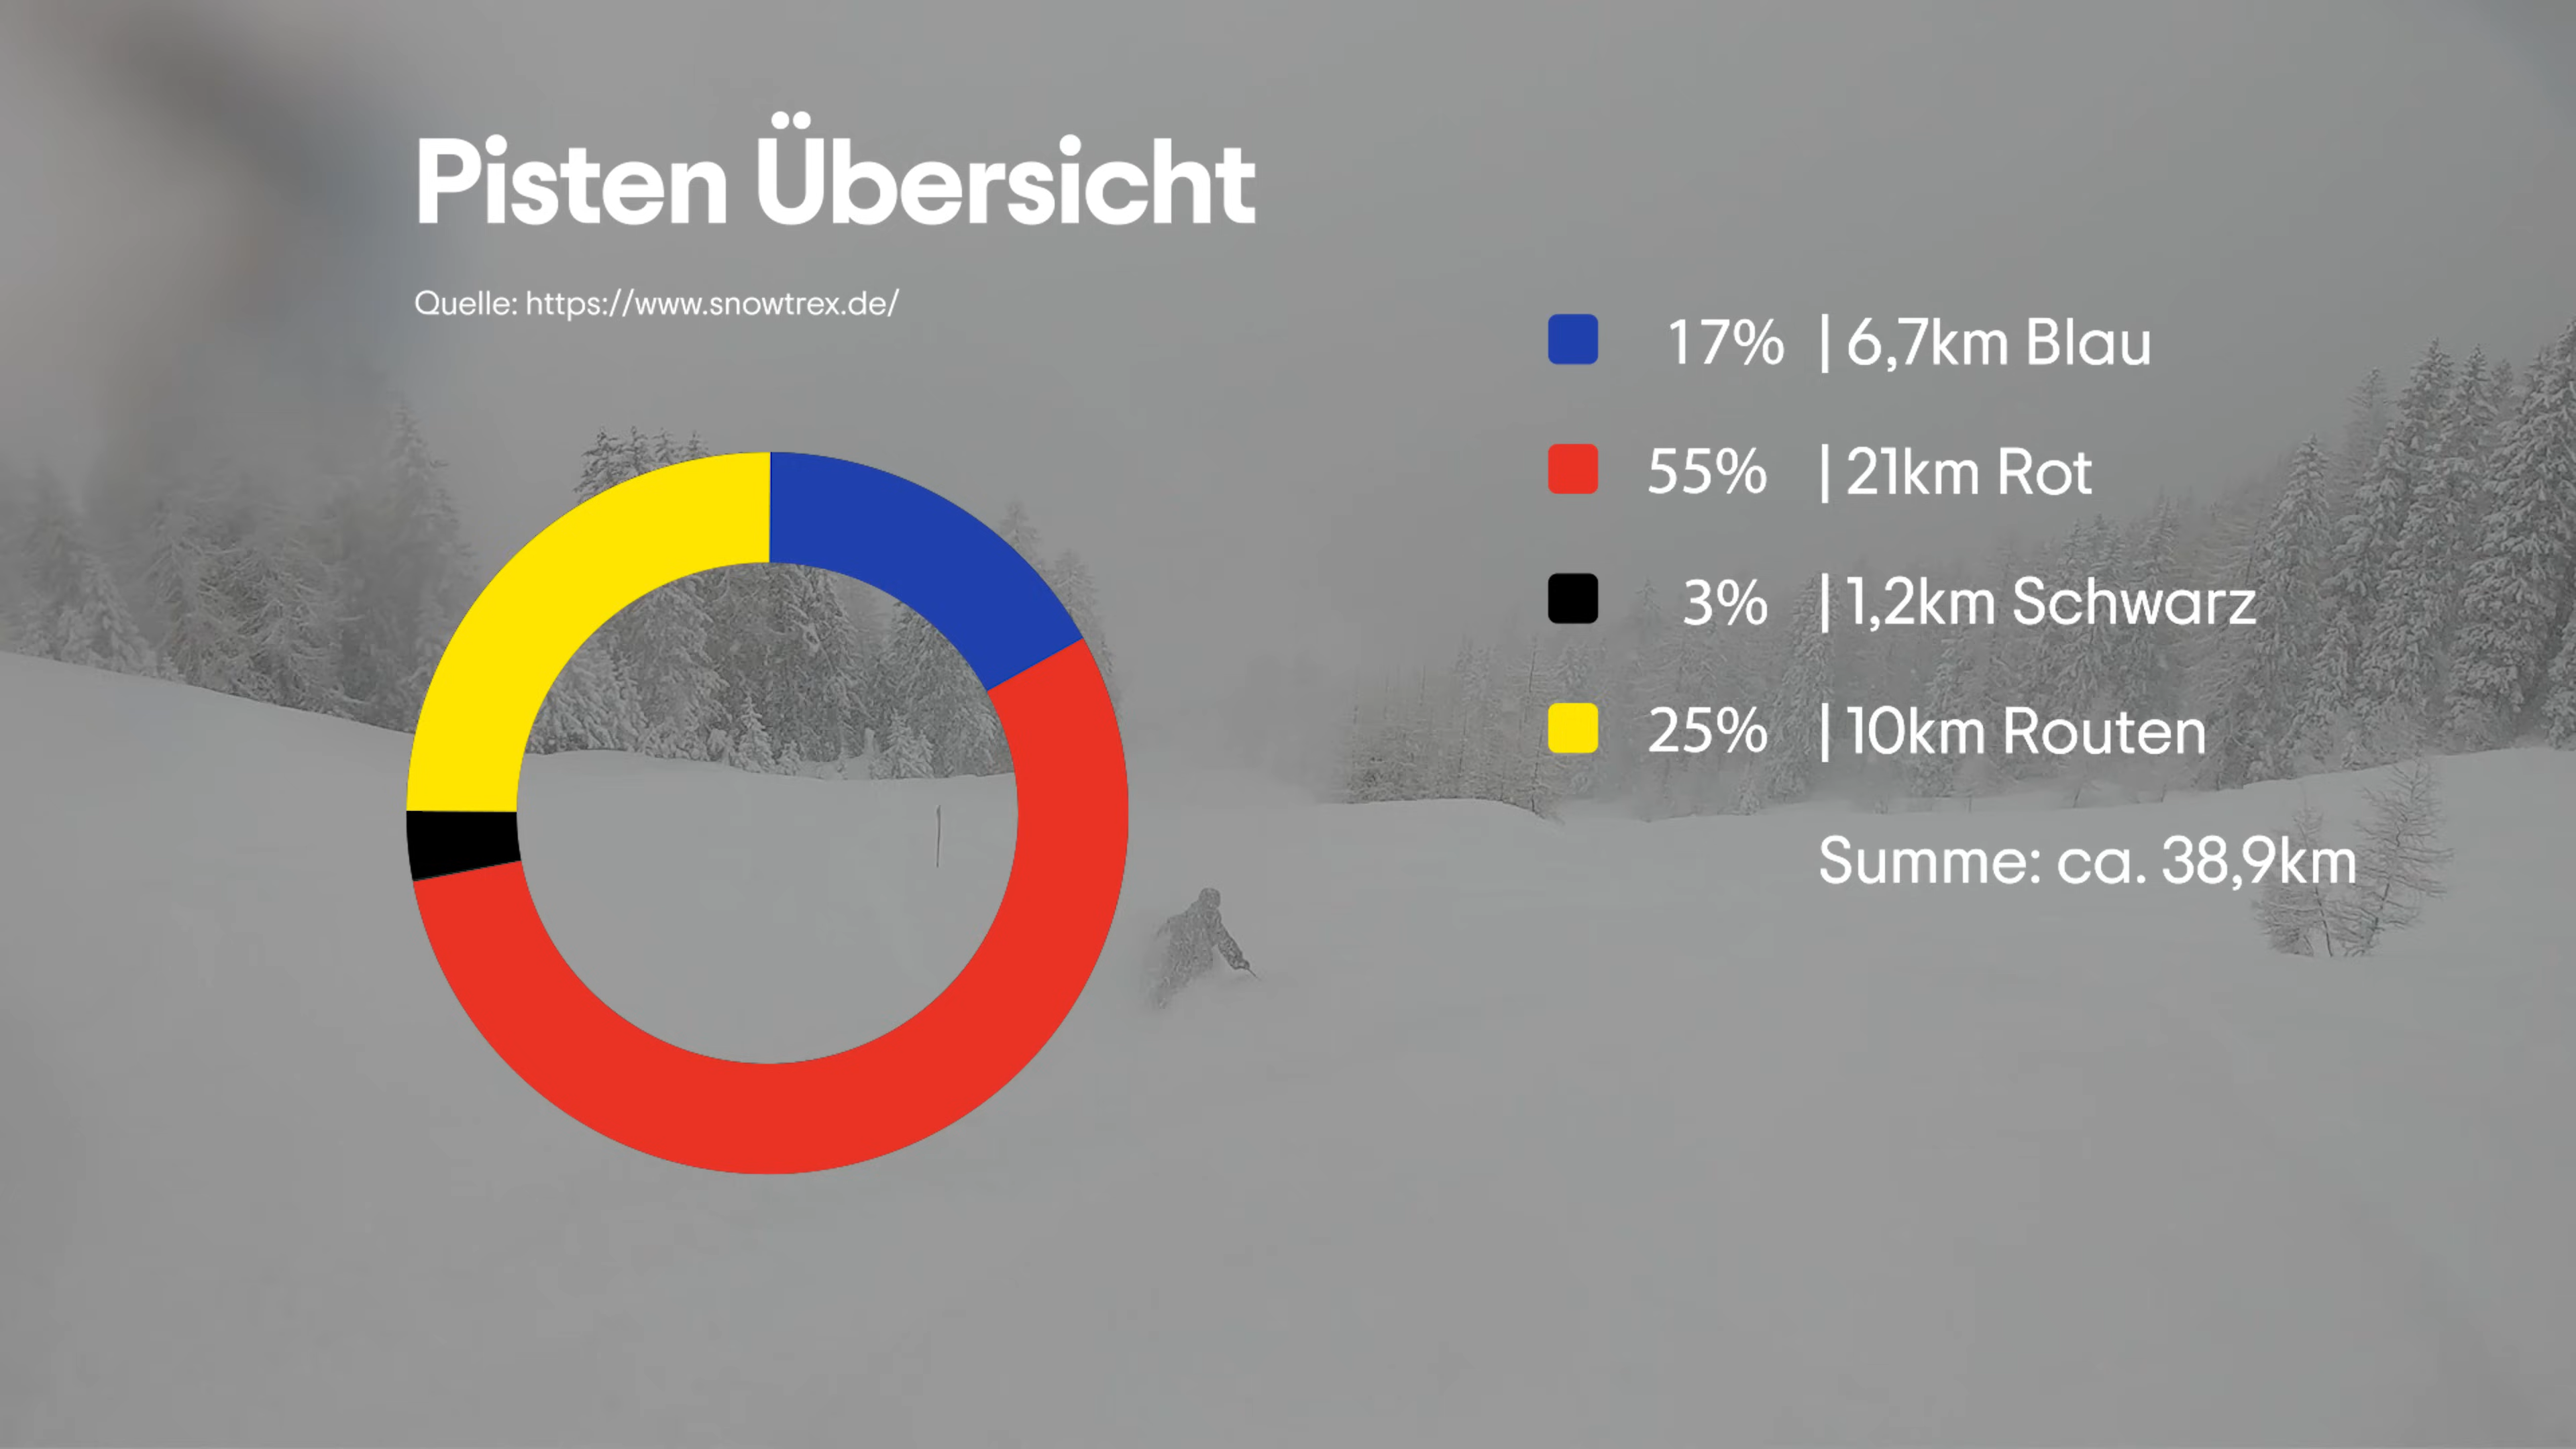 Pisten Übersicht
Quelle: https://www.snowtrex.de/
17% | 6,7km Blau
55% | 21km Rot
3% | 1,2km Schwarz
25% | 10km Routen
Summe: ca. 38,9km